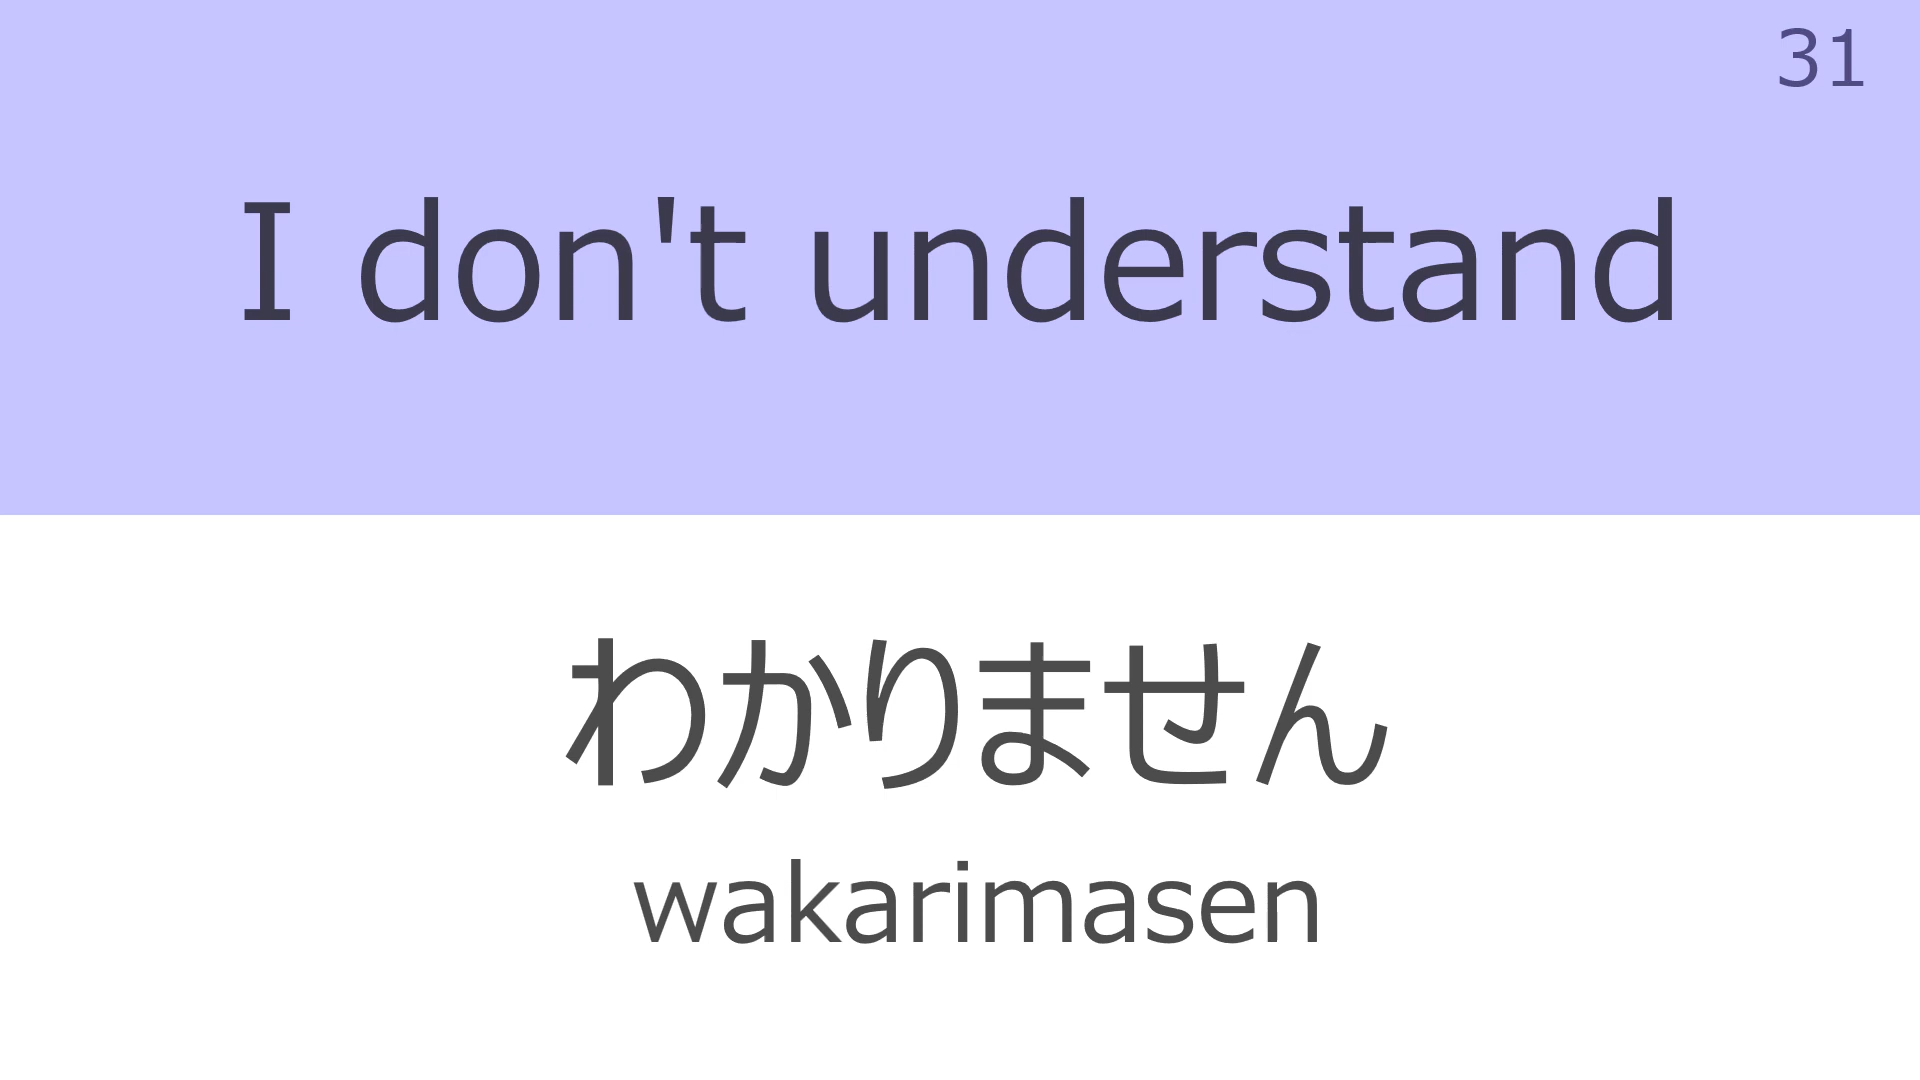 31
I don't understand
わかりません
wakarimasen